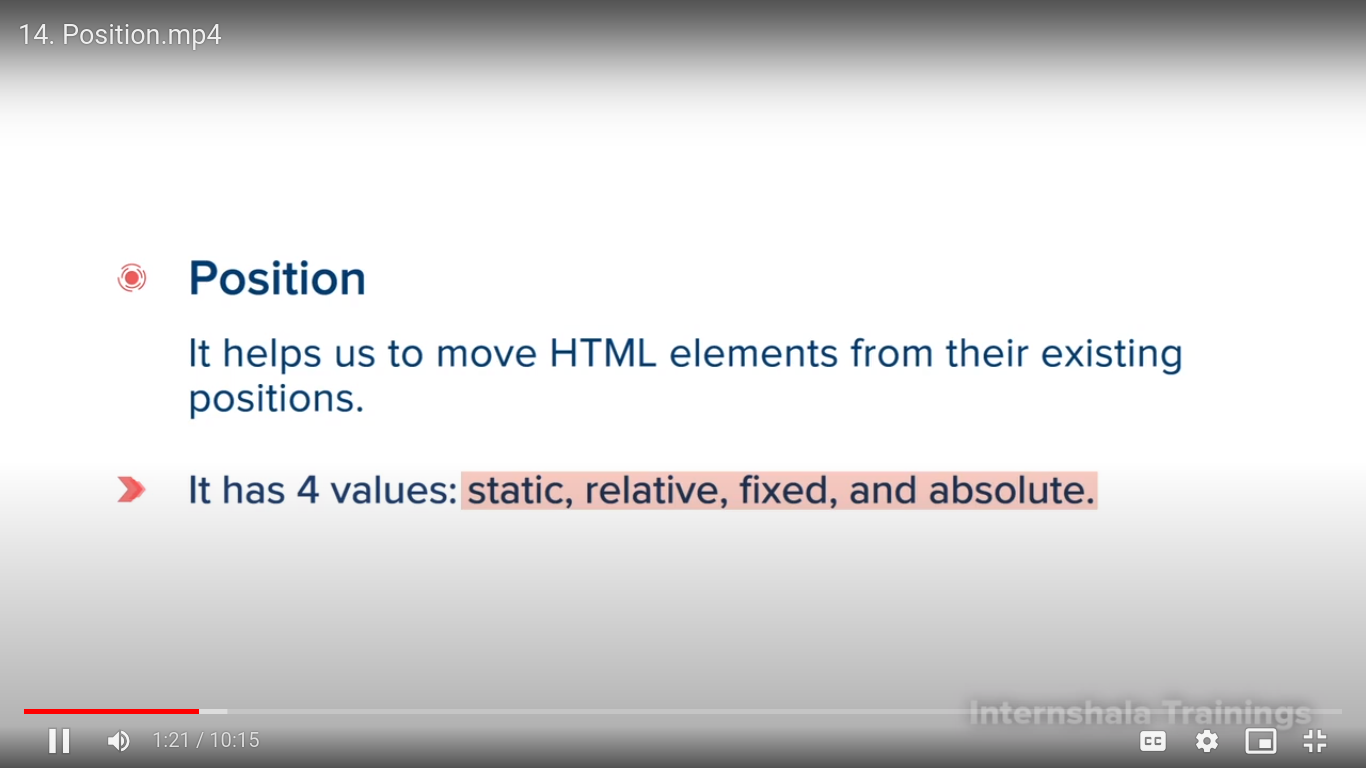 14. Position.mp4
Position
It helps us to move HTML elements from their existing
positions.
It has 4 values: static, relative, fixed, and absolute.
Internshala Trainings
1:21 / 10:15
CC